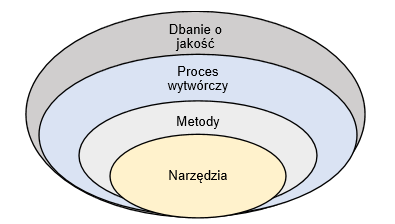 Dbanie o
jakość
Proces
wytwórczy
Metody
Narzędzia